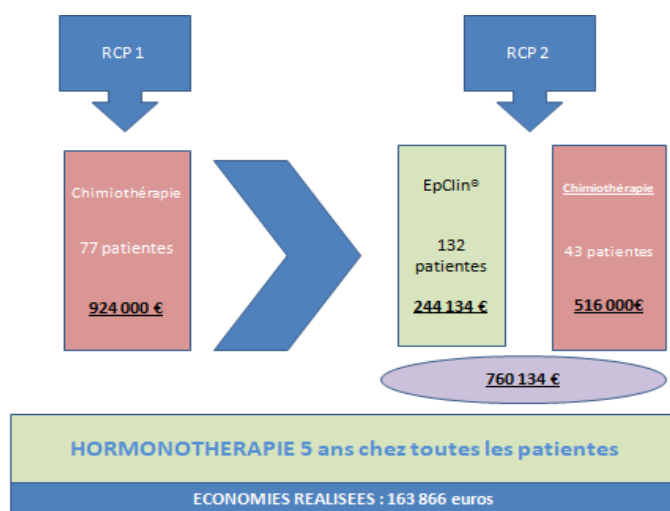 RCP 1
RCP 2
Chimiothérapie
77 patientes
924 000 €
EpClin®
132
patientes
244 134 €
Chimiothérapie
43 patientes
516 000€
760 134 €
HORMONOTHERAPIE 5 ans chez toutes les patientes
ECONOMIES REALISEES : 163 866 euros